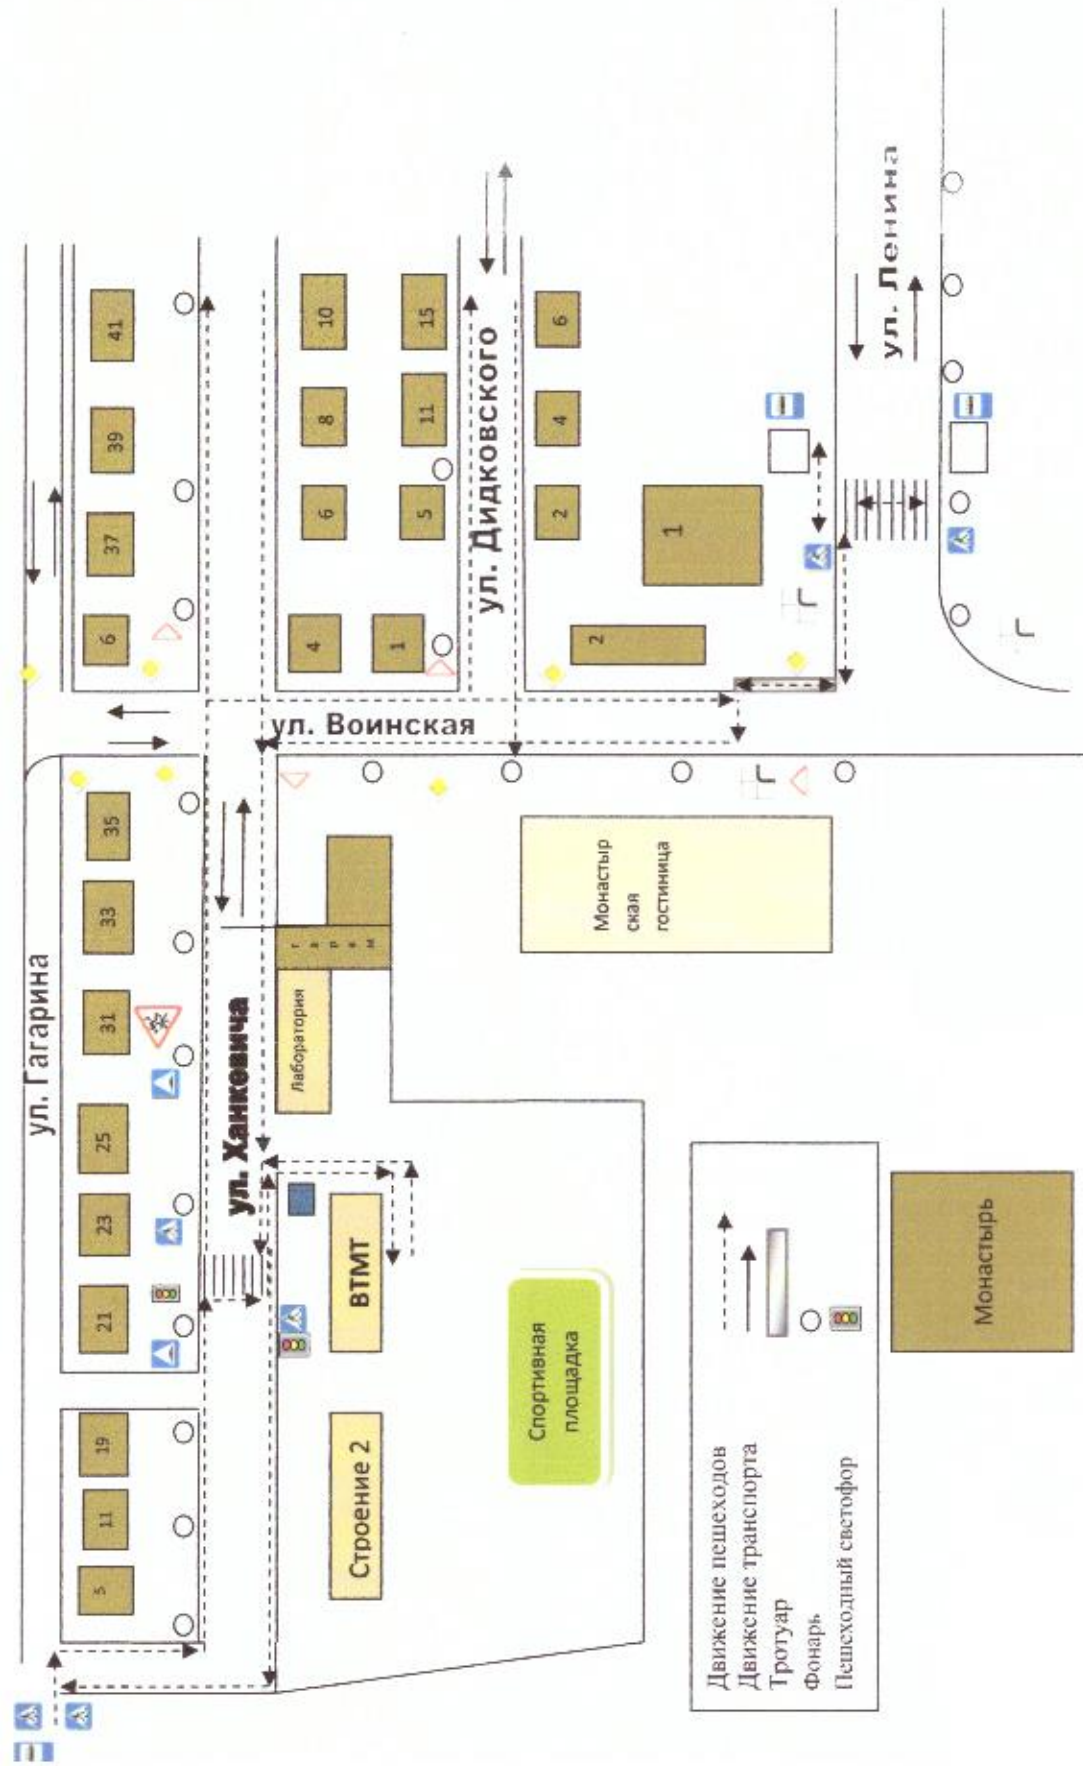 ул. Гагарина
5
11
19
21
23
25
31
33
35
6
37
39
41
ул. Ханкевича
ул. Воинская
4
6
8
10
1
5
11
15
ул. Дидковского
2
4
6
2
1
ул. Ленина
Строение 2
ВТМТ
Лаборатория
Монастыр
ская
гостиница
Спортивная
площадка
Движение пешеходов
Движение транспорта
Тротуар
Фонарь
Пешеходный светофор
Монастырь